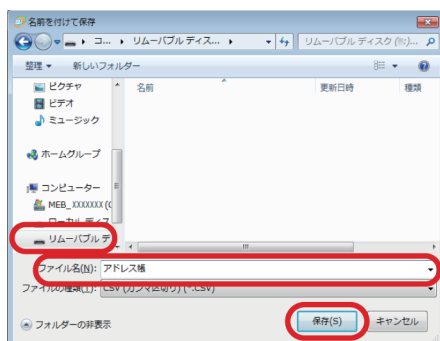 名前を付けて保存
コ... リムーバブル ディス...
リムーバブル ディスク
整理 新しいフォルダー
名前 更新日時 種類
ピクチャ
ビデオ
ミュージック
ホームグループ
コンピューター
MEB_XXXXXXX (C
ローカル ディス
リムーバブル デ
ファイル名(N): アドレス帳
ファイルの種類(T): CSV (カンマ区切り) (*.CSV)
フォルダーの非表示
保存(S) キャンセル